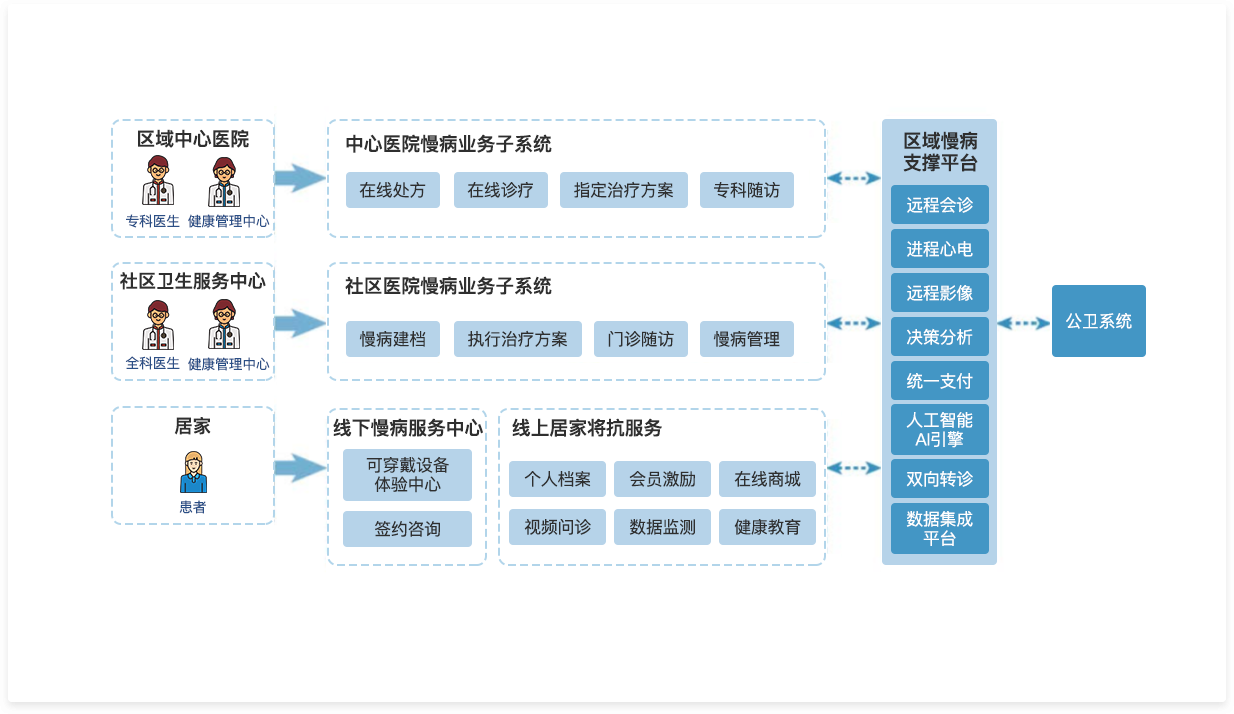 区域中心医院
专科医生
健康管理中心
中心医院慢病业务子系统
在线处方
在线诊疗
指定治疗方案
专科随访
社区卫生服务中心
全科医生
健康管理中心
社区医院慢病业务子系统
慢病建档
执行治疗方案
门诊随访
慢病管理
居家
患者
线下慢病服务中心
可穿戴设备
体验中心
签约咨询
线上居家将抗服务
个人档案
会员激励
在线商城
视频问诊
数据监测
健康教育
区域慢病
支撑平台
远程会诊
进程心电
远程影像
决策分析
统一支付
人工智能
AI引擎
双向转诊
数据集成
平台
公卫系统